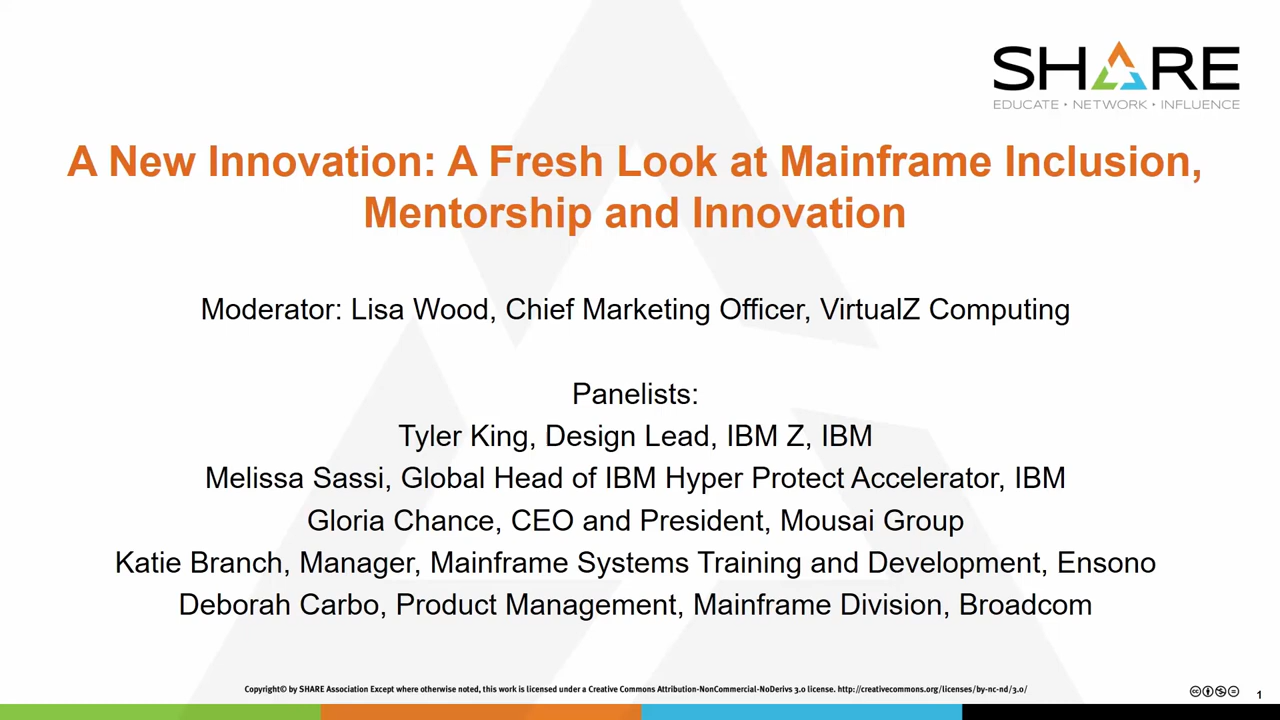 SHARE
EDUCATE • NETWORK • INFLUENCE
A New Innovation: A Fresh Look at Mainframe Inclusion,
Mentorship and Innovation
Moderator: Lisa Wood, Chief Marketing Officer, VirtualZ Computing
Panelists:
Tyler King, Design Lead, IBM Z, IBM
Melissa Sassi, Global Head of IBM Hyper Protect Accelerator, IBM
Gloria Chance, CEO and President, Mousai Group
Katie Branch, Manager, Mainframe Systems Training and Development, Ensono
Deborah Carbo, Product Management, Mainframe Division, Broadcom
Copyright© by SHARE Association Except where otherwise noted, this work is licensed under a Creative Commons Attribution-NonCommercial-NoDerivs 3.0 license. http://creativecommons.org/licenses/by-nc-nd/3.0/
1